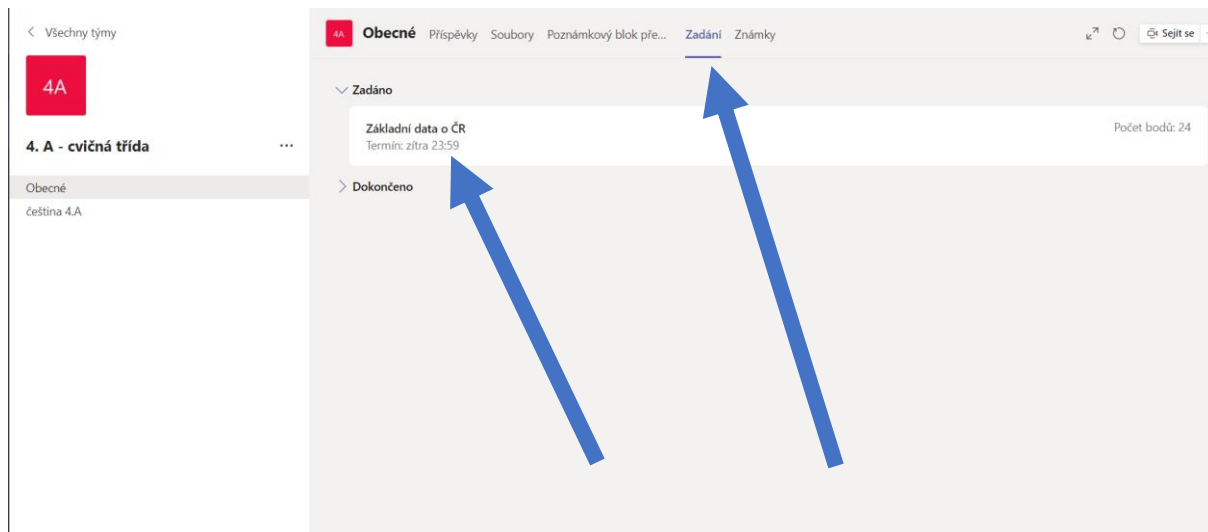 Všechny týmy
4A
4. A - cvičná třída
Obecné
čeština 4.A
4A Obecné Příspěvky Soubory Poznámkový blok pře... Zadání Známky Sejít se
Zadáno
Základní data o ČR Počet bodů: 24
Termín: zítra 23:59
Dokončeno